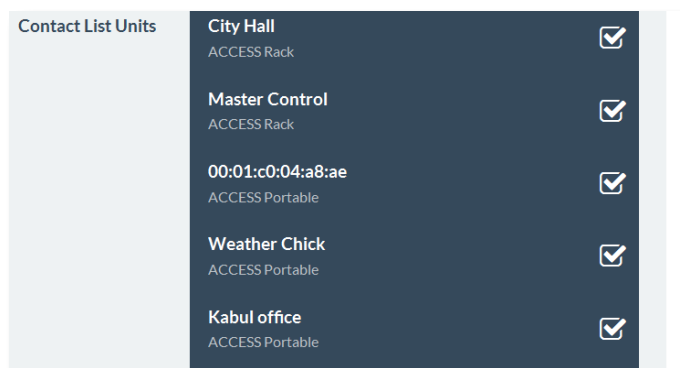 Contact List Units
City Hall
ACCESS Rack
Master Control
ACCESS Rack
00:01:c0:04:a8:ae
ACCESS Portable
Weather Chick
ACCESS Portable
Kabul office
ACCESS Portable